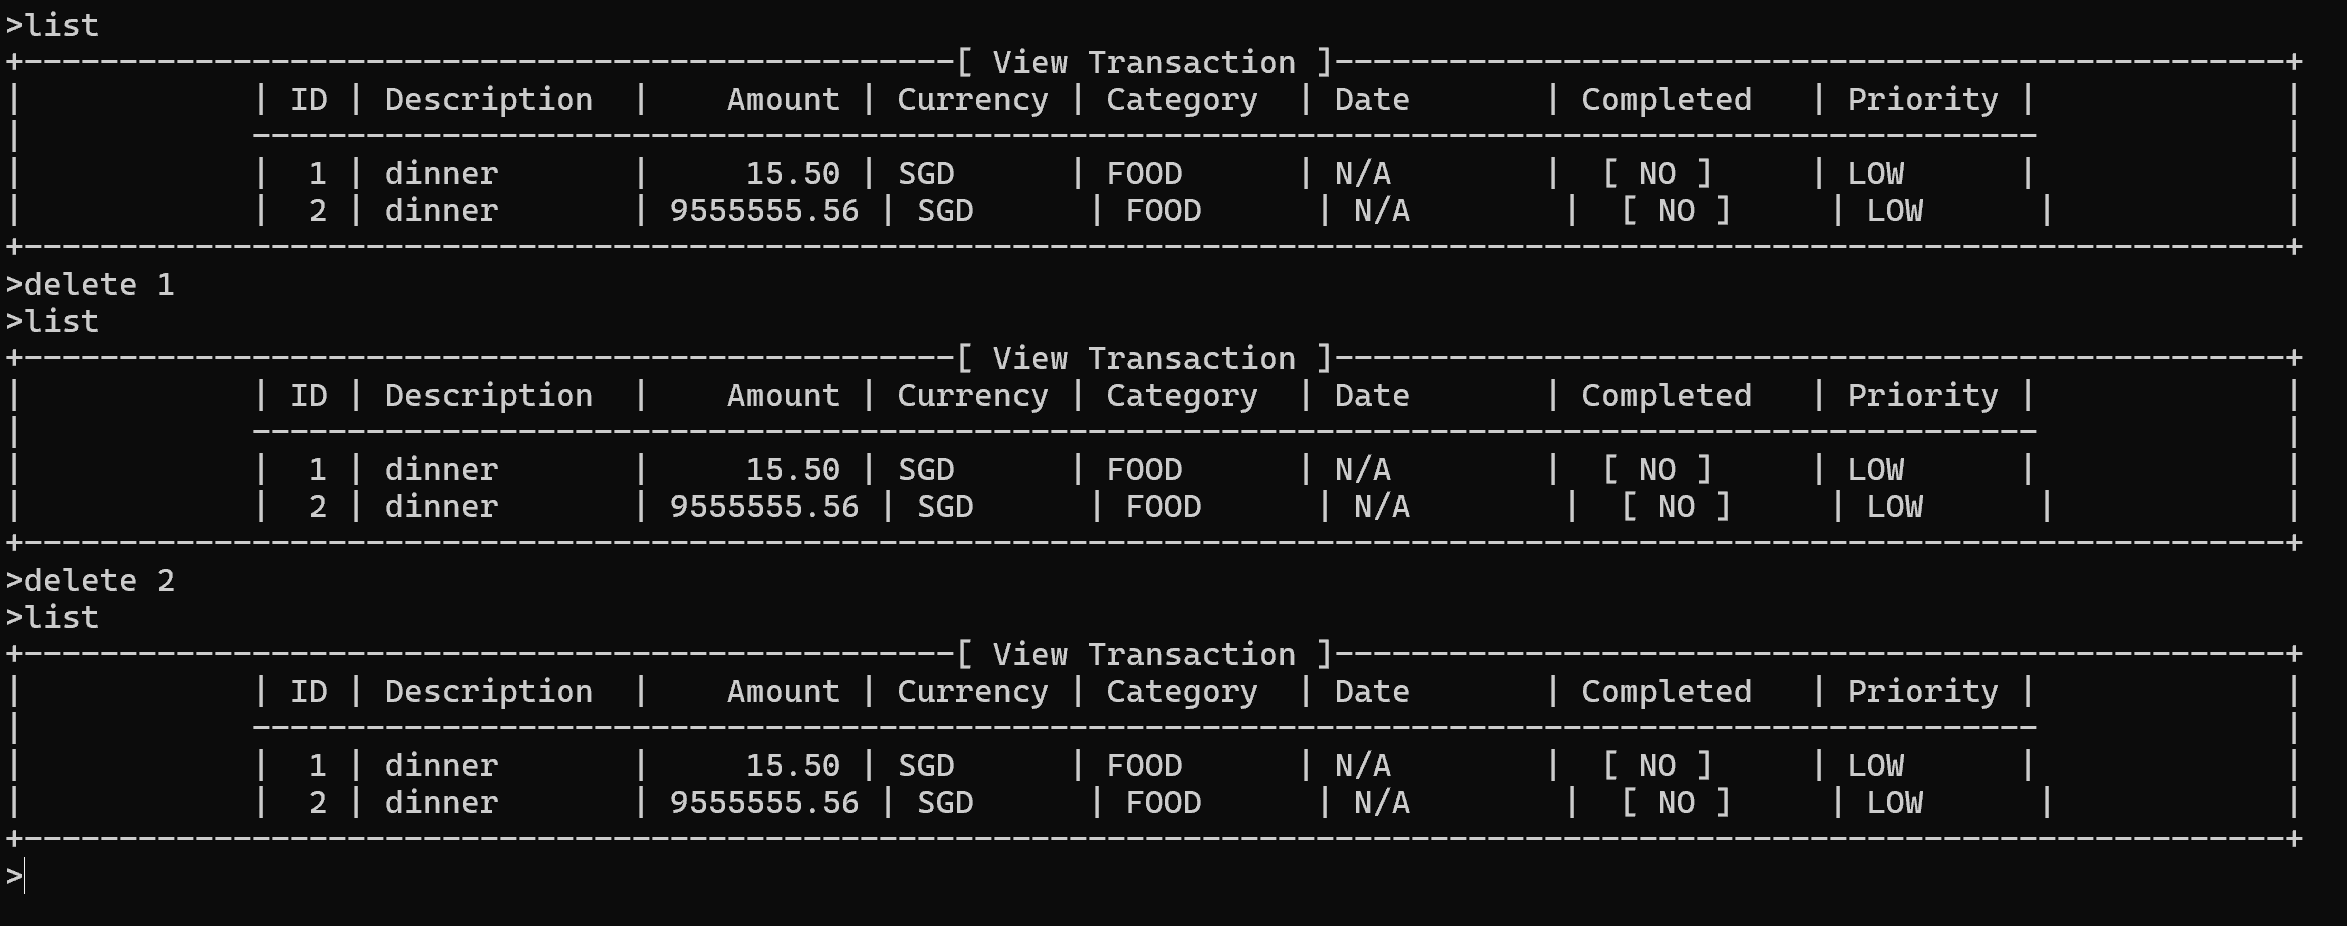 >list
+-------------------------------------------------[ View Transaction ]--------------------------------------------------+
|            | ID | Description  |    Amount | Currency | Category  | Date       | Completed   | Priority |             |
|            ----------------------------------------------------------------------------------------------             |
|            |  1 | dinner       |     15.50 | SGD      | FOOD      | N/A        |  [ NO ]     | LOW      |             |
|            |  2 | dinner       | 9555555.56 | SGD      | FOOD      | N/A        |  [ NO ]     | LOW      |            |
+-----------------------------------------------------------------------------------------------------------------------+
>delete 1
>list
+-------------------------------------------------[ View Transaction ]--------------------------------------------------+
|            | ID | Description  |    Amount | Currency | Category  | Date       | Completed   | Priority |             |
|            ----------------------------------------------------------------------------------------------             |
|            |  1 | dinner       |     15.50 | SGD      | FOOD      | N/A        |  [ NO ]     | LOW      |             |
|            |  2 | dinner       | 9555555.56 | SGD      | FOOD      | N/A        |  [ NO ]     | LOW      |            |
+-----------------------------------------------------------------------------------------------------------------------+
>delete 2
>list
+-------------------------------------------------[ View Transaction ]--------------------------------------------------+
|            | ID | Description  |    Amount | Currency | Category  | Date       | Completed   | Priority |             |
|            ----------------------------------------------------------------------------------------------             |
|            |  1 | dinner       |     15.50 | SGD      | FOOD      | N/A        |  [ NO ]     | LOW      |             |
|            |  2 | dinner       | 9555555.56 | SGD      | FOOD      | N/A        |  [ NO ]     | LOW      |            |
+-----------------------------------------------------------------------------------------------------------------------+
>